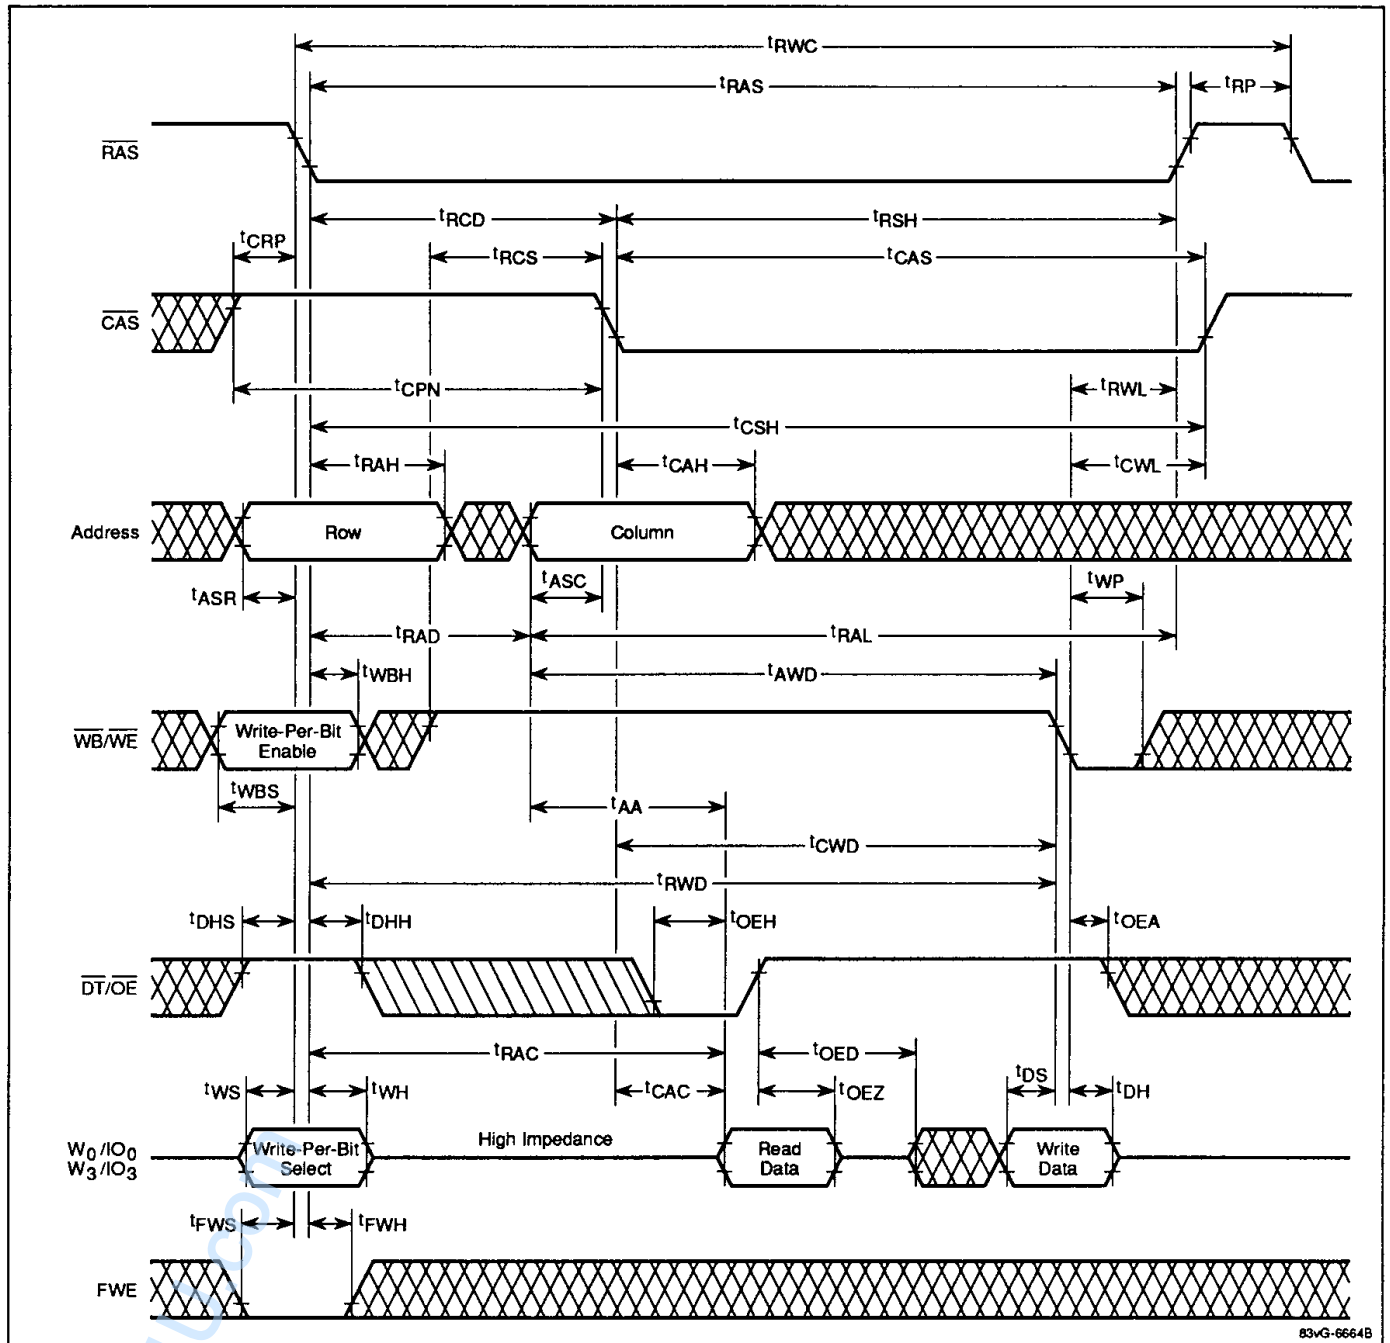 tRWC
tRAS
tRP
RAS
tRCD
tRSH
tCRP
tRCS
tCAS
CAS
tCPN
tRWL
tCSH
tRAH
tCAH
tCWL
Address
Row
Column
tASR
tASC
tWP
tRAD
tRAL
tWBH
tAWD
WB/WE
Write-Per-Bit
Enable
tWBS
tAA
tCWD
tRWD
tDHS
tDHH
tOEH
tOEA
DT/OE
tRAC
tOED
tWS
tWH
tCAC
tOEZ
tDS
tDH
W0/IO0
W3/IO3
Write-Per-Bit
Select
High Impedance
Read
Data
Write
Data
tFWS
tFWH
FWE
83vG-6664B